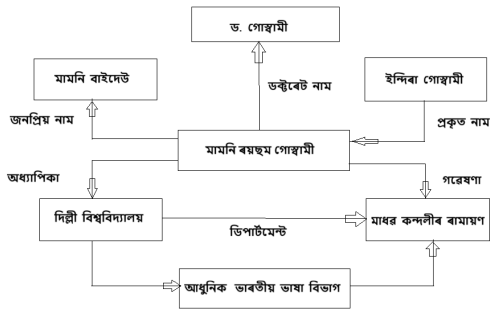 ড. গোস্বামী
মামনি বাইদেউ
ইন্দিৰা গোস্বামী
ডক্টৰেট নাম
জনপ্ৰিয় নাম
প্ৰকৃত নাম
মামনি ৰয়ছম গোস্বামী
অধ্যাপিকা
গৱেষণা
দিল্লী বিশ্ববিদ্যালয়
মাধৱ কন্দলীৰ ৰামায়ণ
ডিপাৰ্টমেন্ট
আধুনিক ভাৰতীয় ভাষা বিভাগ